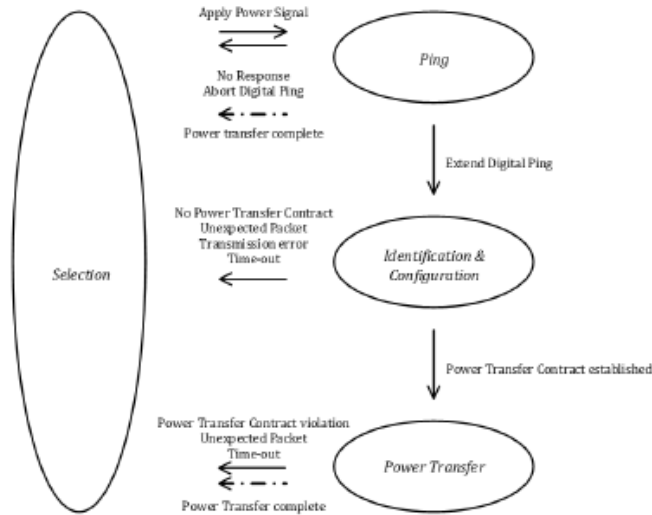 Apply Power Signal
Ping
No Response
Abort Digital Ping
Power transfer complete
Extend Digital Ping
No Power Transfer Contract
Unexpected Packet
Transmission error
Time-out
Identification &
Configuration
Selection
Power Transfer Contract established
Power Transfer Contract violation
Unexpected Packet
Time-out
Power Transfer
Power Transfer complete